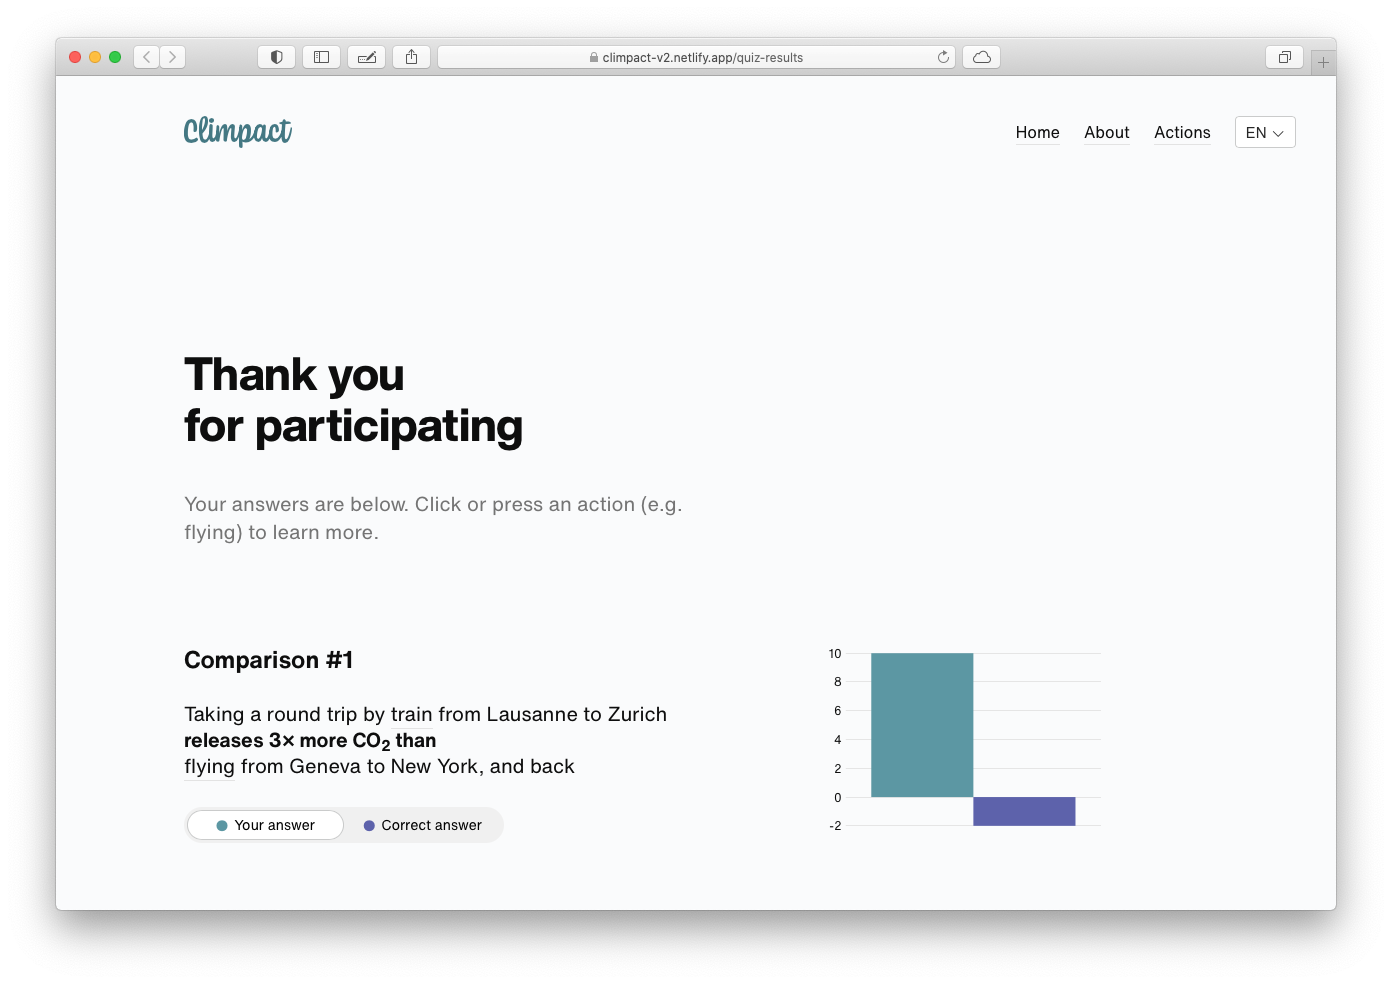 climpact-v2.netlify.app/quiz-results
Climpact
Home About Actions EN
Thank you
for participating
Your answers are below. Click or press an action (e.g.
flying) to learn more.
Comparison #1
Taking a round trip by train from Lausanne to Zurich
releases 3× more CO₂ than
flying from Geneva to New York, and back
Your answer Correct answer
10
8
6
4
2
0
-2